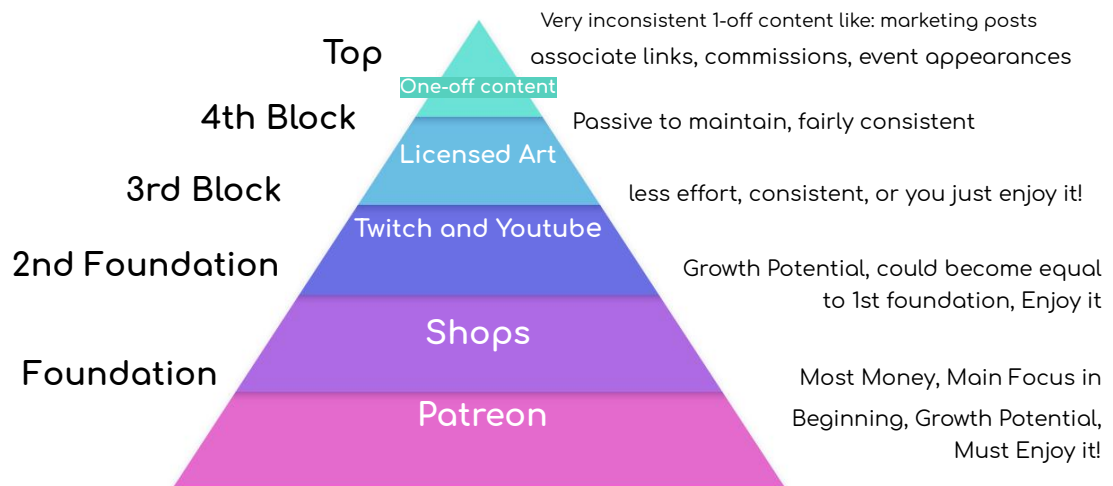 Very inconsistent 1-off content like: marketing posts
Top
associate links, commissions, event appearances
One-off content
4th Block
Passive to maintain, fairly consistent
Licensed Art
3rd Block
less effort, consistent, or you just enjoy it!
Twitch and Youtube
2nd Foundation
Growth Potential, could become equal
to 1st foundation, Enjoy it
Shops
Foundation
Most Money, Main Focus in
Patreon
Beginning, Growth Potential,
Must Enjoy it!